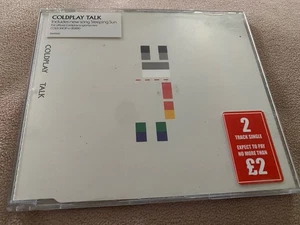 COLDPLAY TALK
Includes new song Sleeping Sun
COLDPLAY TALK
2
TRACK SINGLE
EXPECT TO PAY
NO MORE THAN
£2